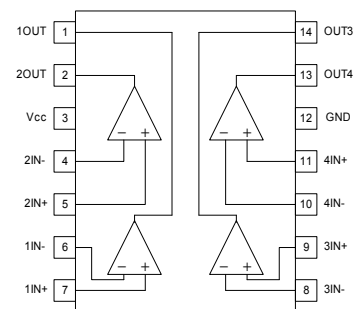 1OUT 1 14 OUT3
2OUT 2 13 OUT4
Vcc 3 12 GND
2IN- 4 11 4IN+
2IN+ 5 10 4IN-
1IN- 6 9 3IN+
1IN+ 7 8 3IN-
− +
− +
− +
− +